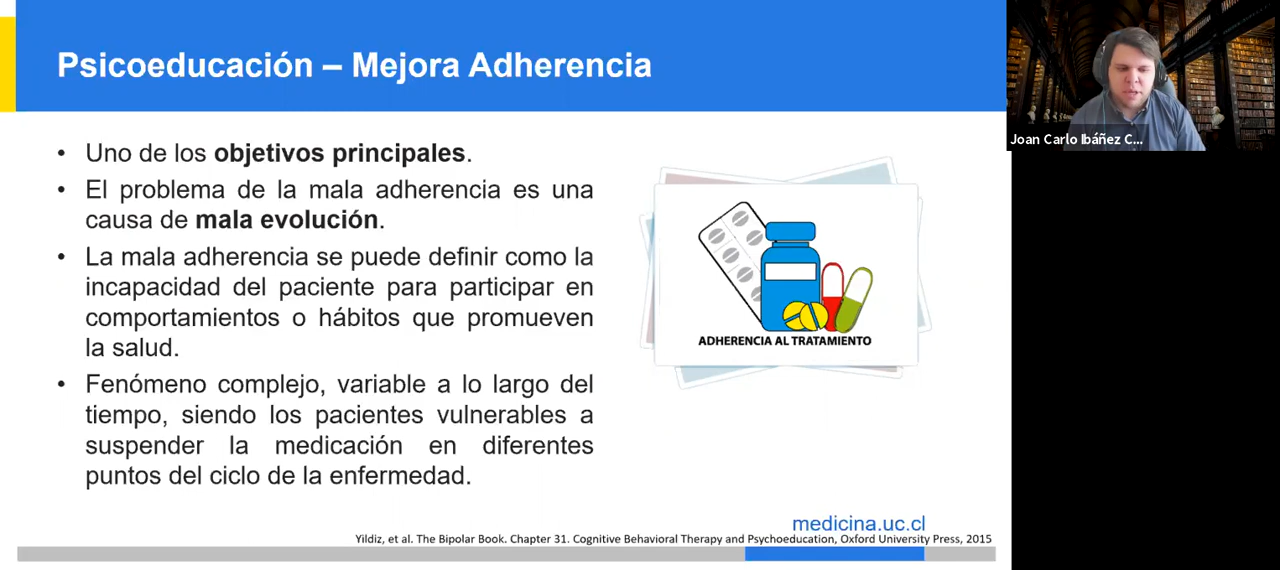 Psicoeducación – Mejora Adherencia
Joan Carlo Ibáñez C...
• Uno de los objetivos principales.
• El problema de la mala adherencia es una
causa de mala evolución.
• La mala adherencia se puede definir como la
incapacidad del paciente para participar en
comportamientos o hábitos que promueven
la salud.
• Fenómeno complejo, variable a lo largo del
tiempo, siendo los pacientes vulnerables a
suspender la medicación en diferentes
puntos del ciclo de la enfermedad.
ADHERENCIA AL TRATAMIENTO
medicina.uc.cl
Yildiz, et al. The Bipolar Book. Chapter 31. Cognitive Behavioral Therapy and Psychoeducation, Oxford University Press, 2015